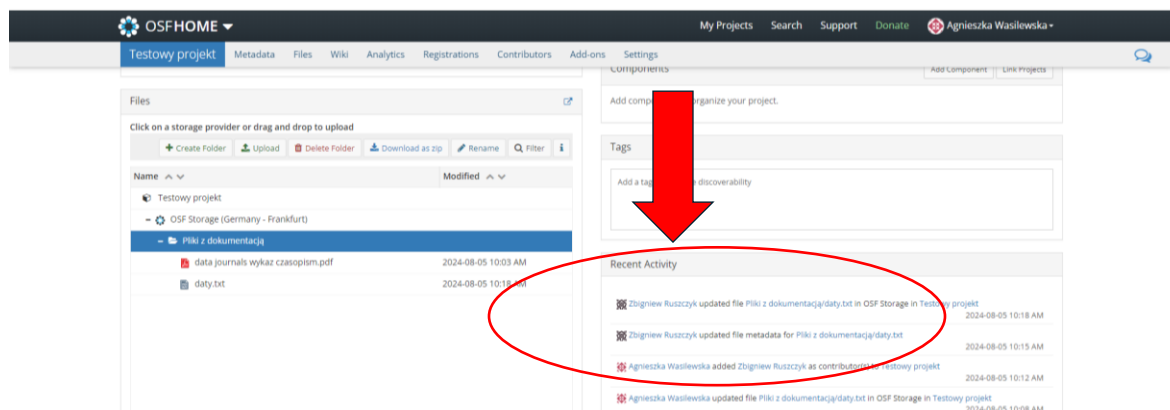 OSFHOME
My Projects Search Support Donate Agnieszka Wasilewska
Testowy projekt Metadata Files Wiki Analytics Registrations Contributors Add-ons Settings
Components Add Component Link Projects
Files
Add organize your project.
Click on a storage provider or drag and drop to upload
+ Create Folder Upload Delete Folder Download as zip Rename Filter i
Tags
Name Modified
Add a tag discoverability
Testowy projekt
- OSF Storage (Germany - Frankfurt)
- Pliki z dokumentacją
data journals wykaz czasopism.pdf 2024-08-05 10:03 AM
daty.txt 2024-08-05 10:18 AM
Recent Activity
Zbigniew Ruszczyk updated file Pliki z dokumentacją/daty.txt in OSF Storage in Testowy projekt
2024-08-05 10:18 AM
Zbigniew Ruszczyk updated file metadata for Pliki z dokumentacją/daty.txt
2024-08-05 10:15 AM
Agnieszka Wasilewska added Zbigniew Ruszczyk as contributor(s) to Testowy projekt
2024-08-05 10:12 AM
Agnieszka Wasilewska updated file Pliki z dokumentacją/daty.txt in OSF Storage in Testowy projekt
2024-08-05 10:08 AM